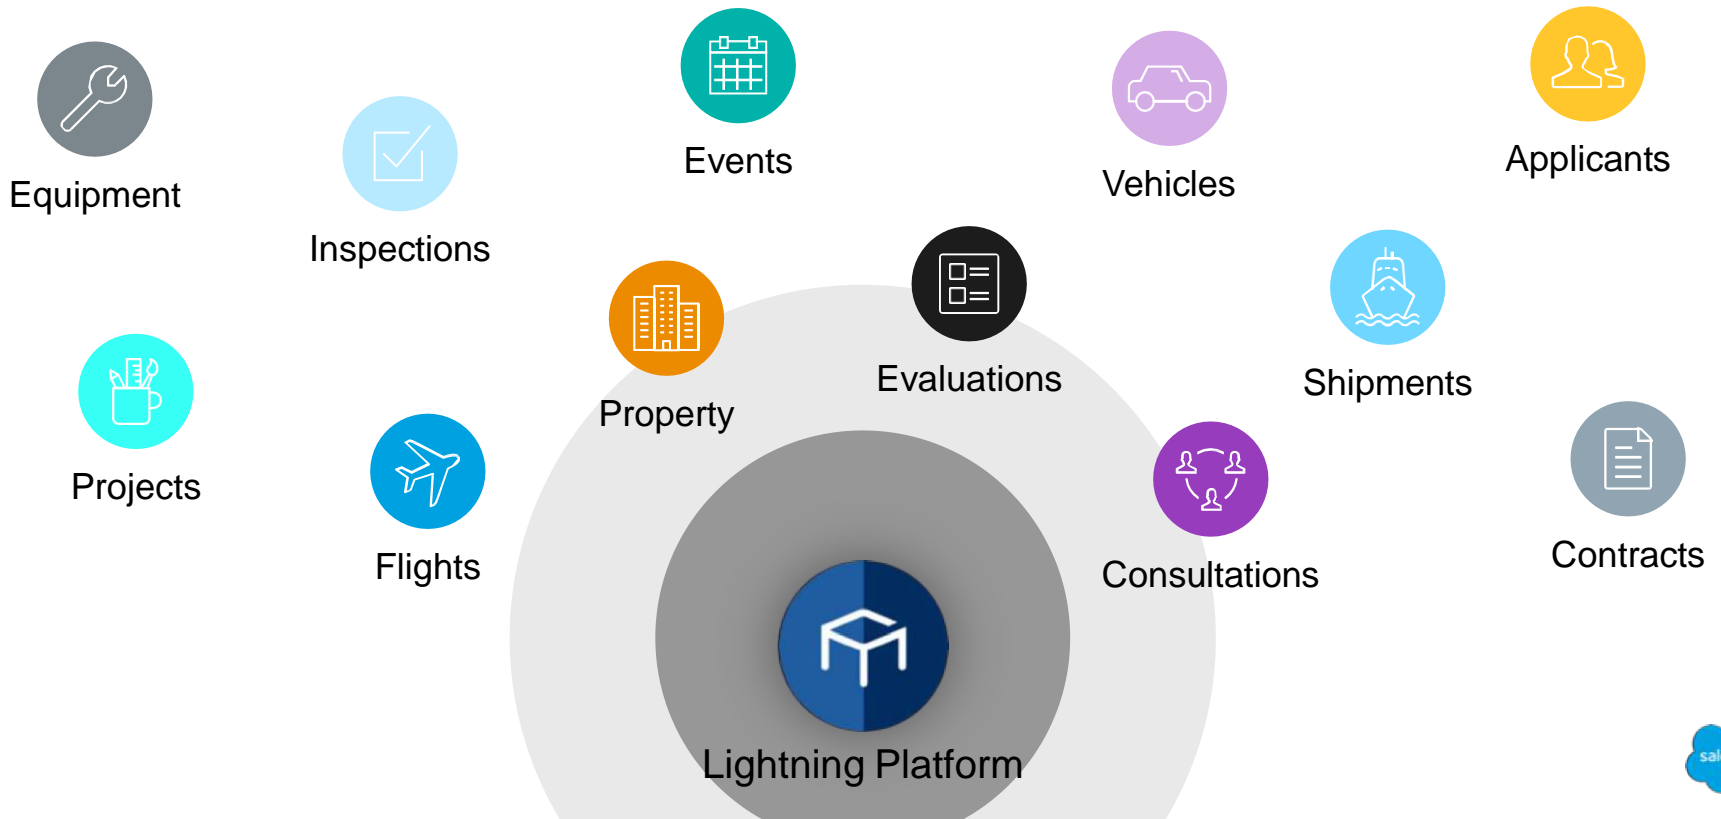 Events
Applicants
Vehicles
Equipment
Inspections
Evaluations
Shipments
Property
Projects
Contracts
Flights
Consultations
Lightning Platform